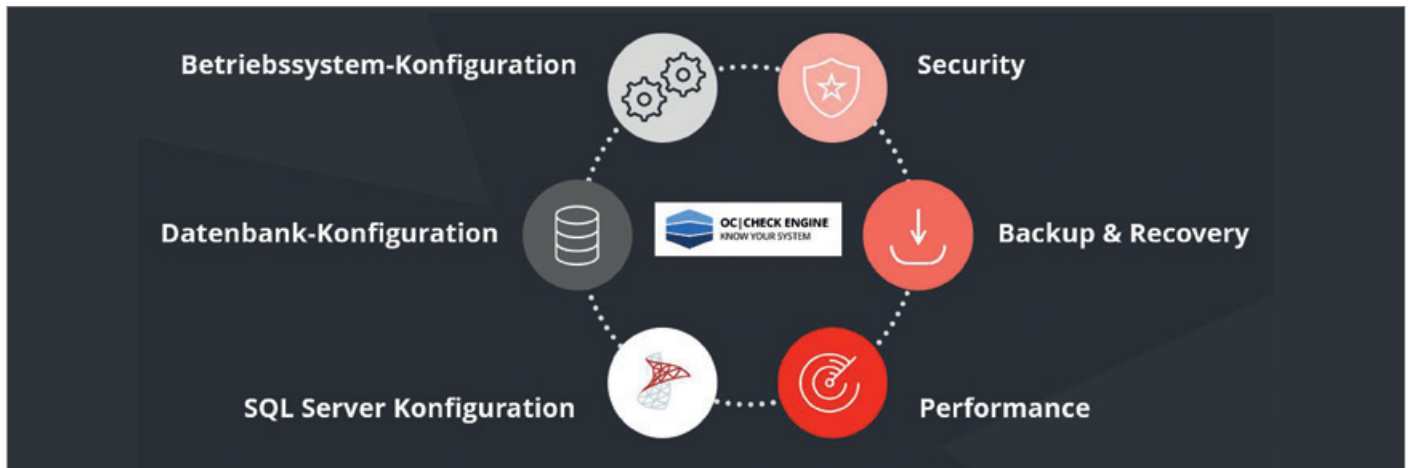 Betriebssystem-Konfiguration
Security
Datenbank-Konfiguration
OC|CHECK ENGINE
KNOW YOUR SYSTEM
Backup & Recovery
SQL Server Konfiguration
Performance